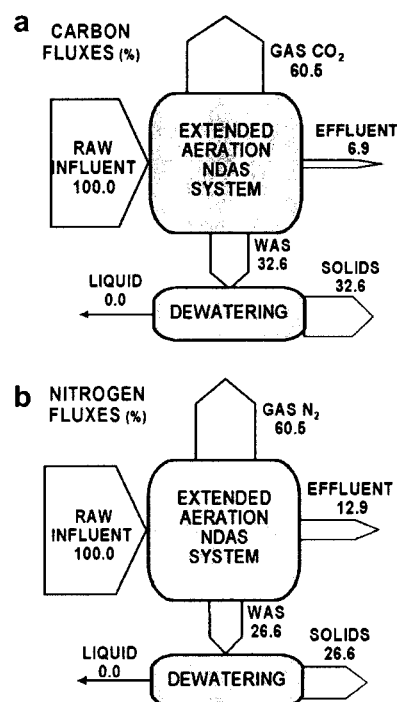 a
CARBON
FLUXES (%)
GAS CO₂
60.5
RAW
INFLUENT
100.0
EXTENDED
AERATION
NDAS
SYSTEM
EFFLUENT
6.9
WAS
32.6
LIQUID
0.0
DEWATERING
SOLIDS
32.6
b
NITROGEN
FLUXES (%)
GAS N₂
60.5
RAW
INFLUENT
100.0
EXTENDED
AERATION
NDAS
SYSTEM
EFFLUENT
12.9
WAS
26.6
LIQUID
0.0
DEWATERING
SOLIDS
26.6